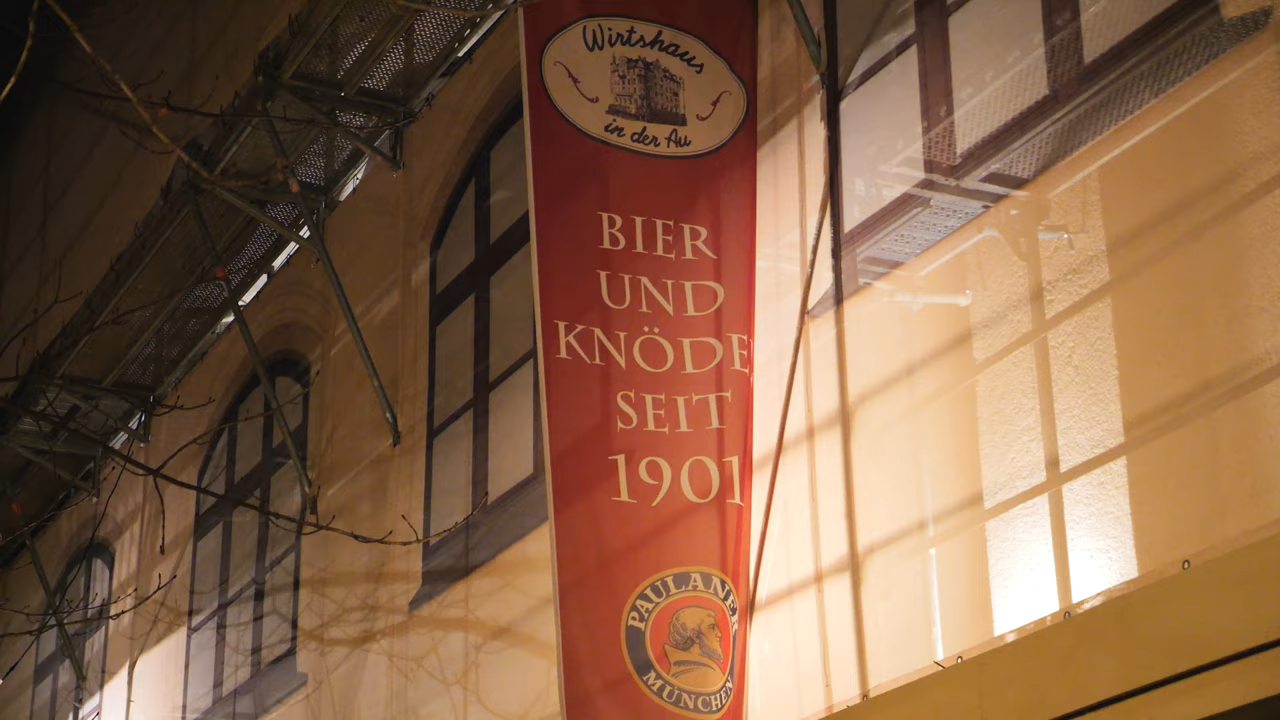 Wirtshaus
in der Au
BIER
UND
KNÖDE
SEIT
1901
PAULANER
MÜNCHEN